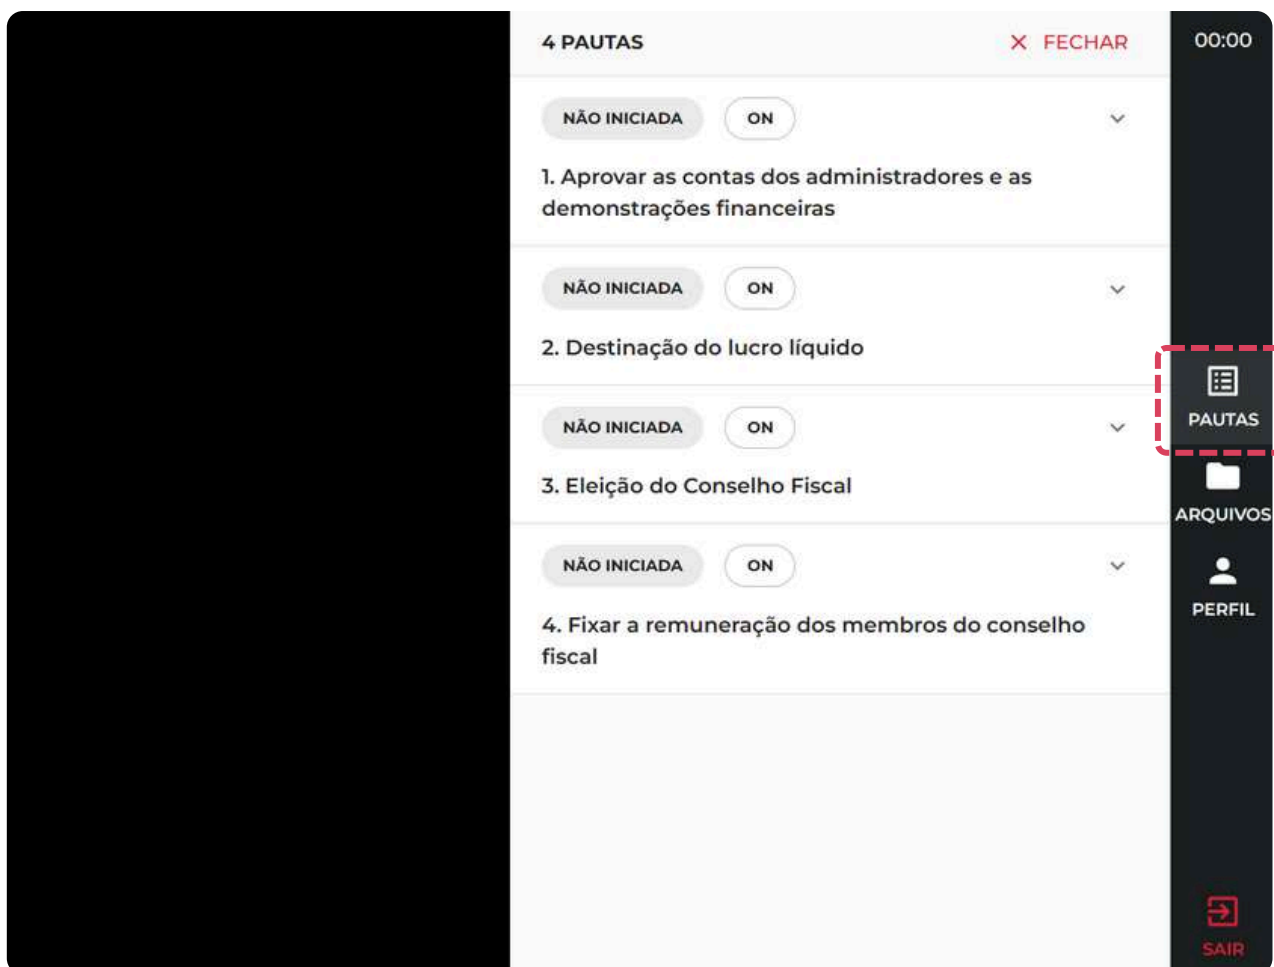 4 PAUTAS
FECHAR
00:00
NÃO INICIADA
ON
1. Aprovar as contas dos administradores e as
demonstrações financeiras
NÃO INICIADA
ON
2. Destinação do lucro líquido
NÃO INICIADA
ON
3. Eleição do Conselho Fiscal
NÃO INICIADA
ON
4. Fixar a remuneração dos membros do conselho
fiscal
PAUTAS
ARQUIVOS
PERFIL
SAIR